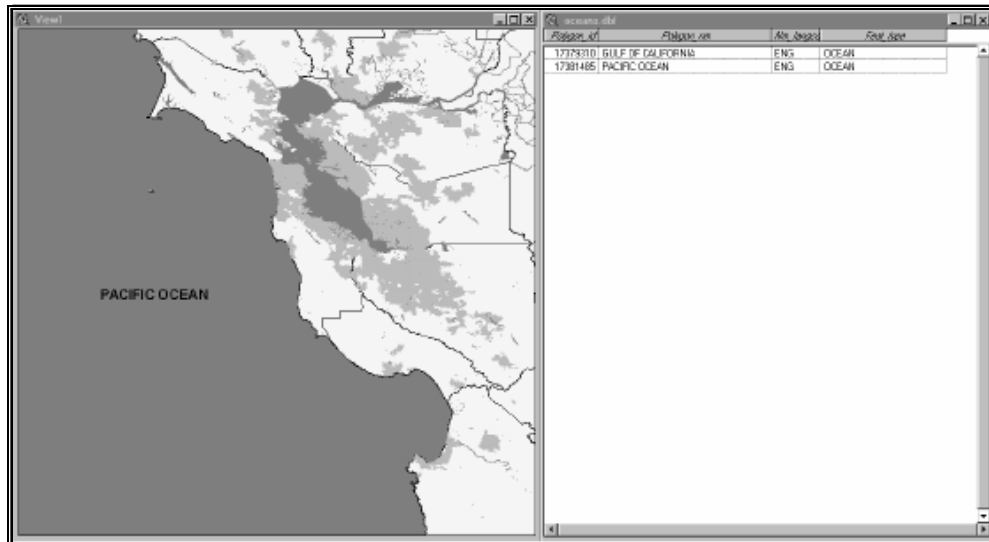 View1
PACIFIC OCEAN
oceans.dbf
Polygon_id Polygon_nm Nm_langcd Feat_type
17379310 GULF OF CALIFORNIA ENG OCEAN
17381485 PACIFIC OCEAN ENG OCEAN